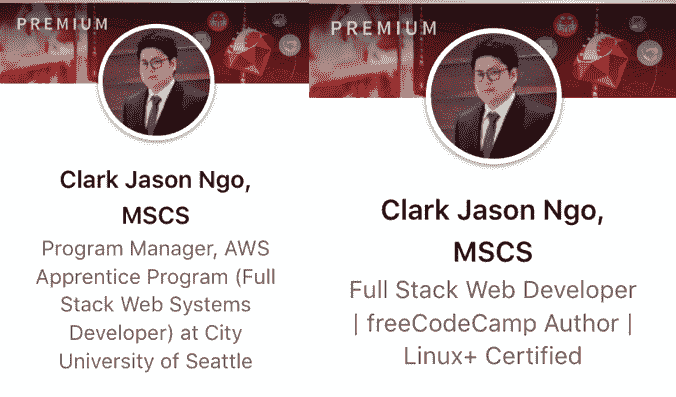 PREMIUM
Clark Jason Ngo,
MSCS
Program Manager, AWS
Apprentice Program (Full
Stack Web Systems
Developer) at City
University of Seattle
PREMIUM
Clark Jason Ngo,
MSCS
Full Stack Web Developer
| freeCodeCamp Author |
Linux+ Certified